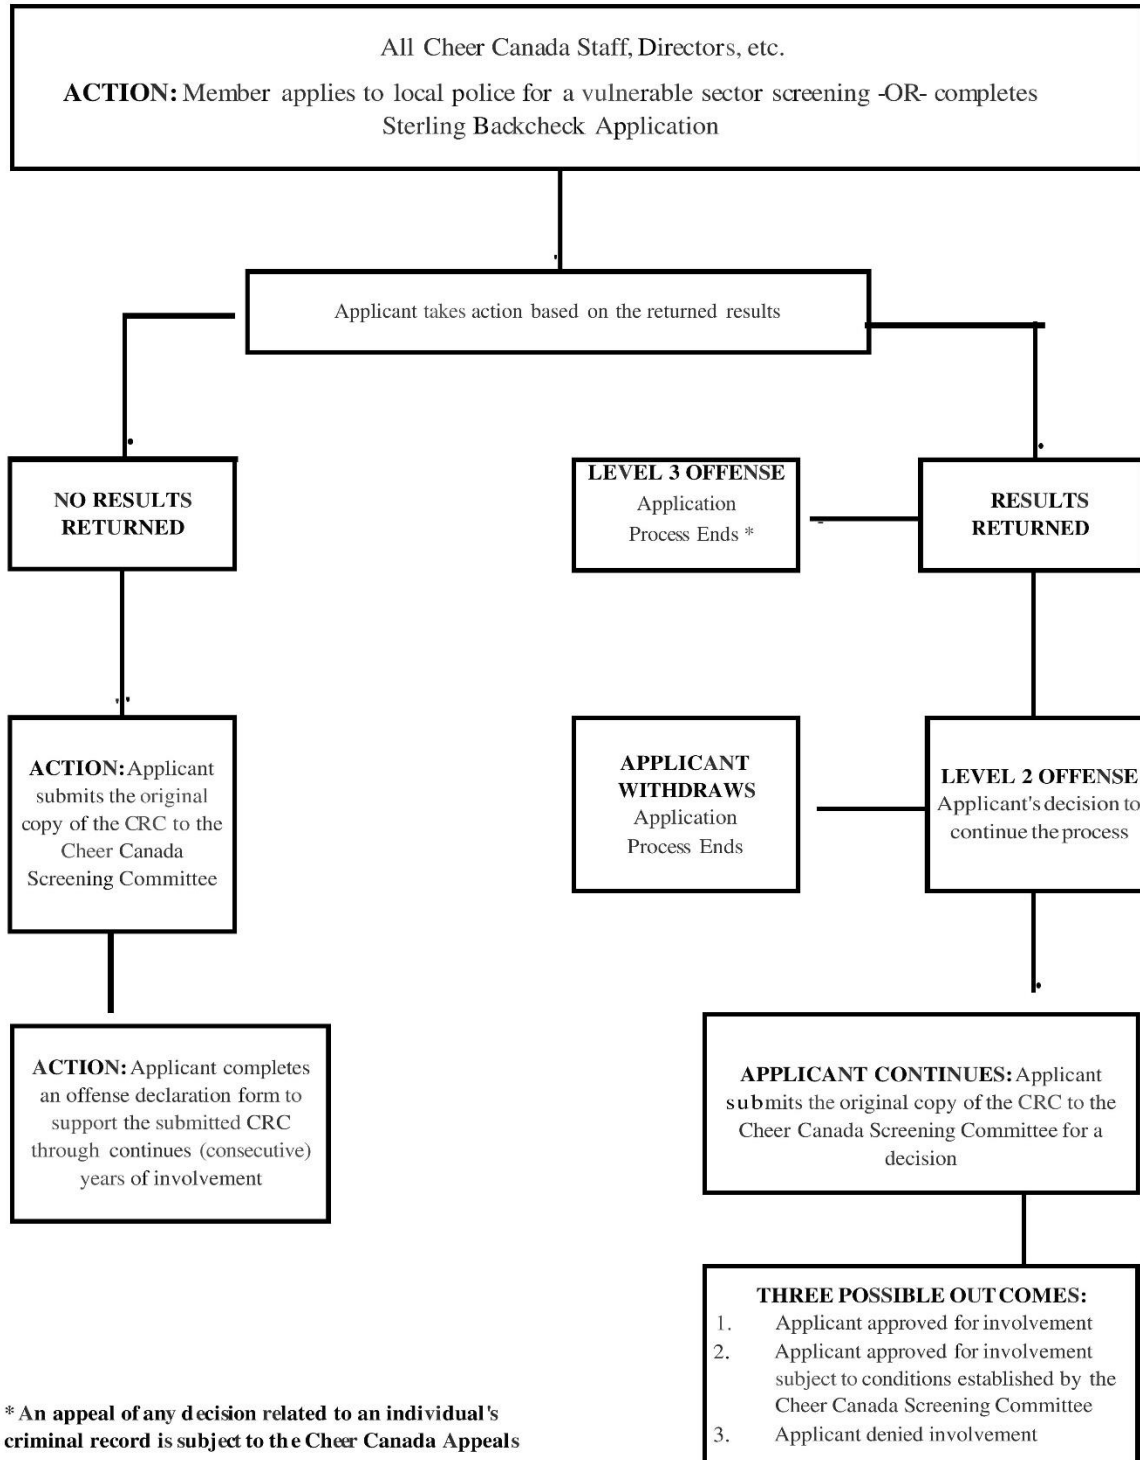 All Cheer Canada Staff, Directors, etc.
ACTION: Member applies to local police for a vulnerable sector screening -OR- completes
Sterling Backcheck Application
Applicant takes action based on the returned results
NO RESULTS
RETURNED
LEVEL 3 OFFENSE
Application
Process Ends *
RESULTS
RETURNED
ACTION: Applicant
submits the original
copy of the CRC to the
Cheer Canada
Screening Committee
APPLICANT
WITHDRAWS
Application
Process Ends
LEVEL 2 OFFENSE
Applicant's decision to
continue the process
ACTION: Applicant completes
an offense declaration form to
support the submitted CRC
through continues (consecutive)
years of involvement
APPLICANT CONTINUES: Applicant
submits the original copy of the CRC to the
Cheer Canada Screening Committee for a
decision
THREE POSSIBLE OUTCOMES:
1. Applicant approved for involvement
2. Applicant approved for involvement
subject to conditions established by the
Cheer Canada Screening Committee
3. Applicant denied involvement
* An appeal of any decision related to an individual's
criminal record is subject to the Cheer Canada Appeals